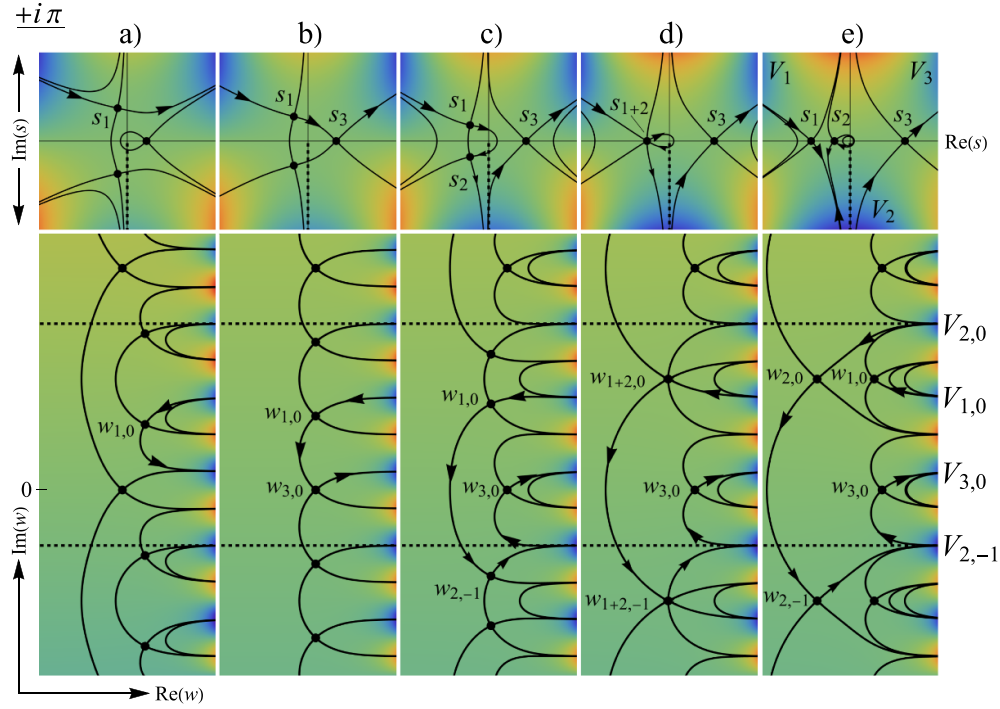 +iπ
a) b) c) d) e)
V₁ V₃
s₁ s₁ s₁ s₁₊₂ s₁ s₂
s₃ s₃ s₃ s₃
s₂
V₂
Im(s)
Re(s)
V₂,₀
w₁₊₂,₀ w₂,₀ w₁,₀
w₁,₀ w₁,₀ V₁,₀
w₁,₀
V₃,₀
0 w₃,₀ w₃,₀ w₃,₀ w₃,₀
V₂,₋₁
w₂,₋₁ w₁₊₂,₋₁ w₂,₋₁
Im(w)
Re(w)